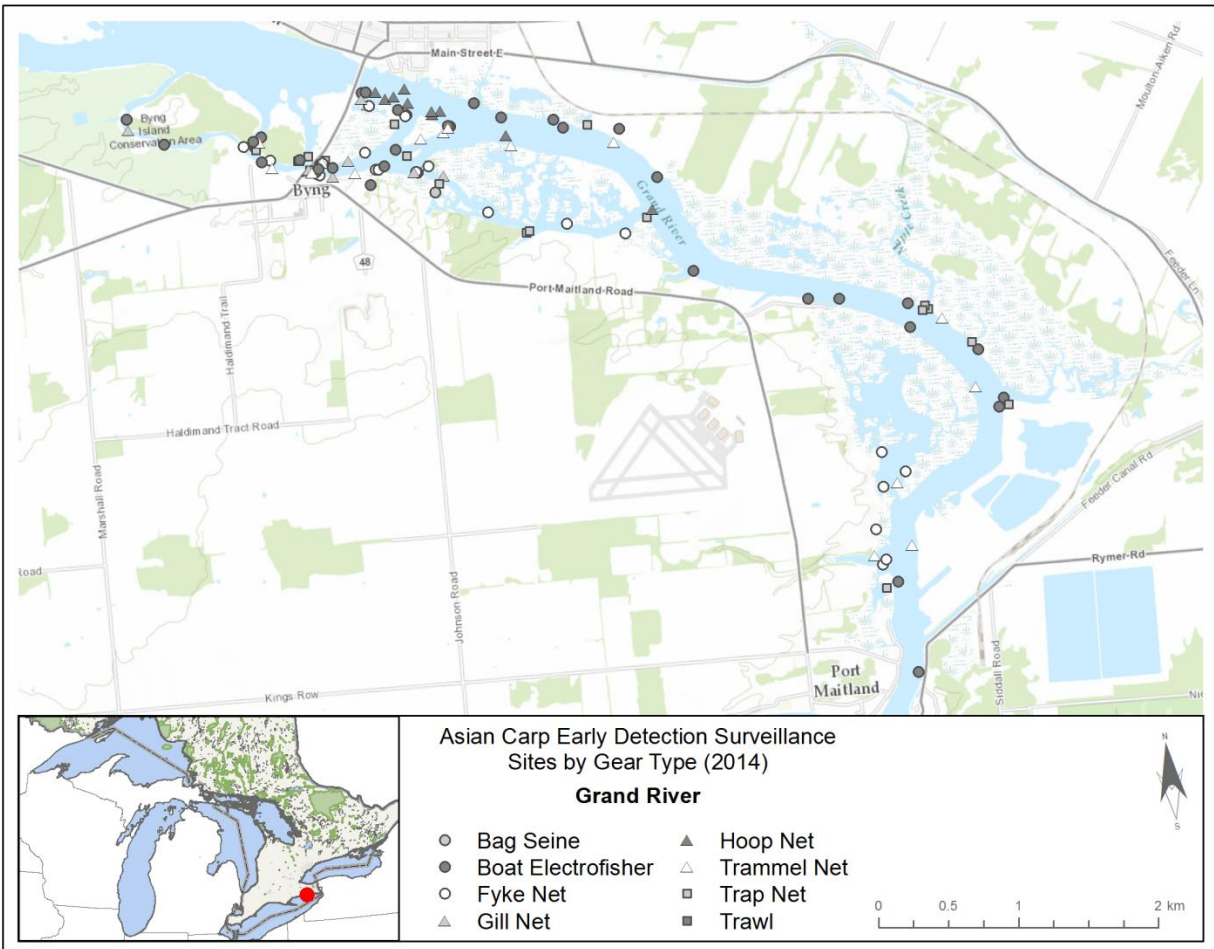 Main Street E
Moulton-Aiken Rd
Byng
Island
Conservation Area
Byng
Grand River
48
Port Maitland Road
Feeder Ln
Haldimand Trail
Haldimand Tract Road
Marshall Road
Feeder Canal Rd
Rymer Rd
Road
Johnson Road
Port
Maitland
Siddall Road
Kings Row
Asian Carp Early Detection Surveillance
Sites by Gear Type (2014)
Grand River
N
S
Bag Seine
Boat Electrofisher
Fyke Net
Gill Net
Hoop Net
Trammel Net
Trap Net
Trawl
0 0.5 1 2 km